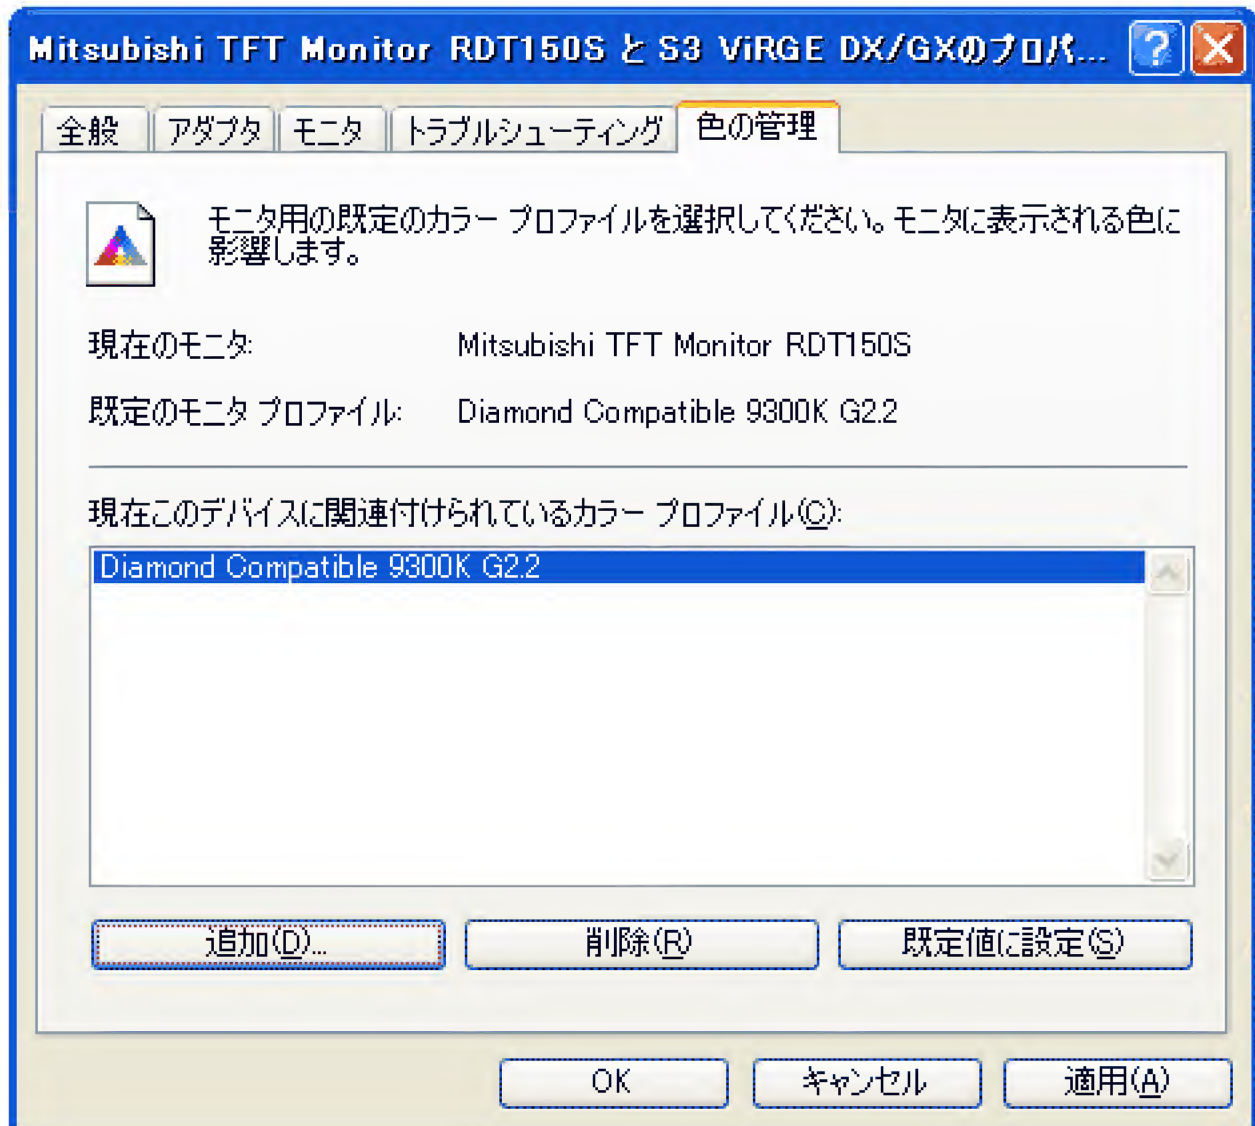 Mitsubishi TFT Monitor RDT150S と S3 ViRGE DX/GXのプロパ...
全般 アダプタ モニタ トラブルシューティング 色の管理
モニタ用の既定のカラー プロファイルを選択してください。モニタに表示される色に
影響します。
現在のモニタ: Mitsubishi TFT Monitor RDT150S
既定のモニタ プロファイル: Diamond Compatible 9300K G2.2
現在このデバイスに関連付けられているカラー プロファイル(C):
Diamond Compatible 9300K G2.2
追加(D)... 削除(R) 既定値に設定(S)
OK キャンセル 適用(A)